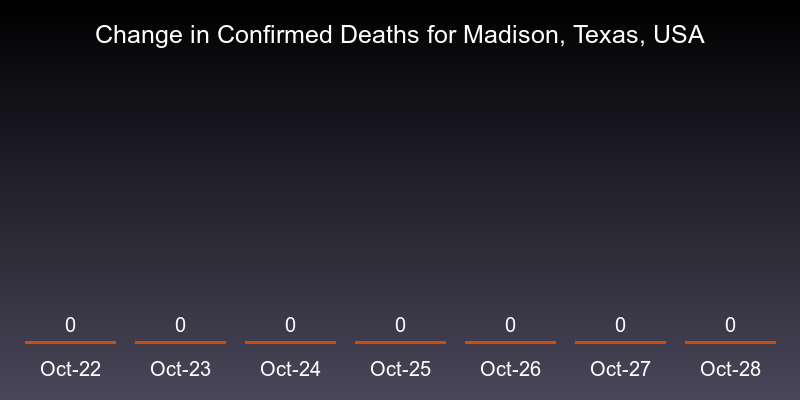 Change in Confirmed Deaths for Madison, Texas, USA
0 0 0 0 0 0 0
Oct-22 Oct-23 Oct-24 Oct-25 Oct-26 Oct-27 Oct-28